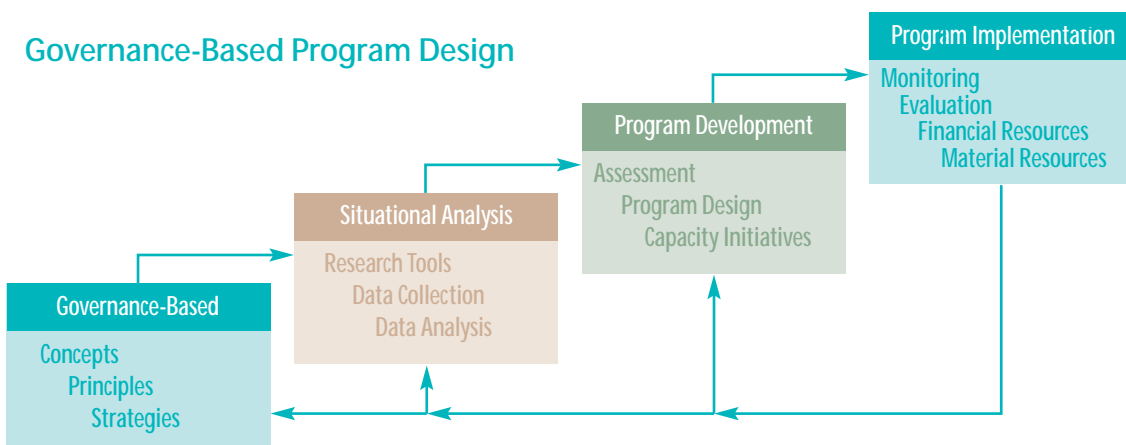 Governance-Based Program Design
Governance-Based
Concepts
Principles
Strategies
Situational Analysis
Research Tools
Data Collection
Data Analysis
Program Development
Assessment
Program Design
Capacity Initiatives
Program Implementation
Monitoring
Evaluation
Financial Resources
Material Resources